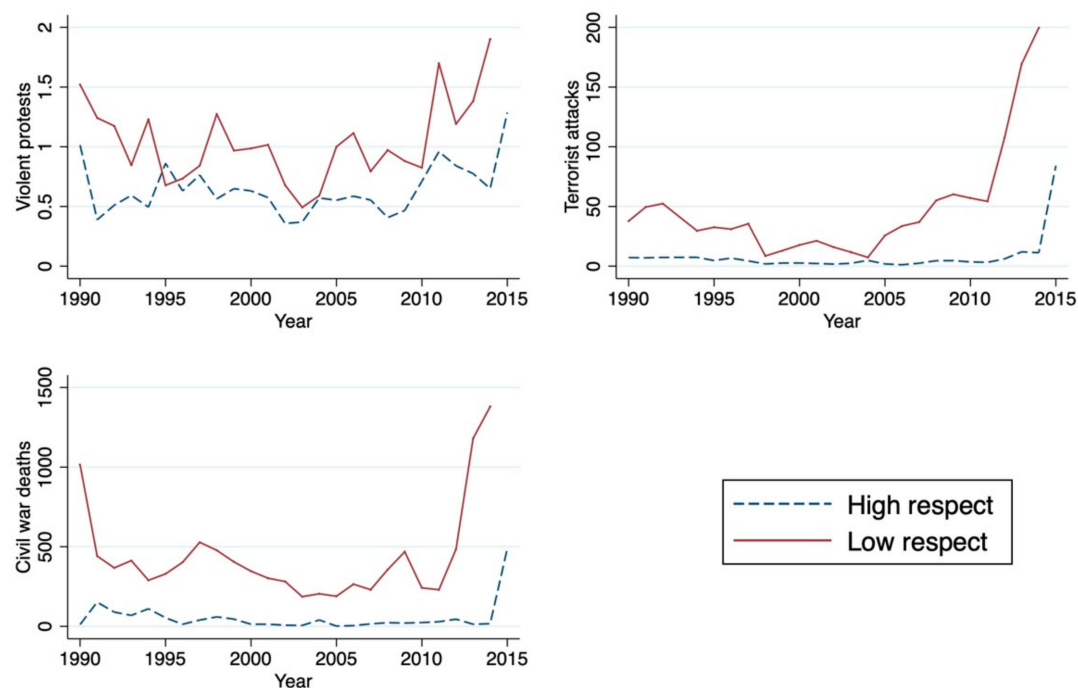 Violent protests
2
1.5
1
0.5
0
1990 1995 2000 2005 2010 2015
Year
Terrorist attacks
200
150
100
50
0
1990 1995 2000 2005 2010 2015
Year
Civil war deaths
1500
1000
500
0
1990 1995 2000 2005 2010 2015
Year
High respect
Low respect